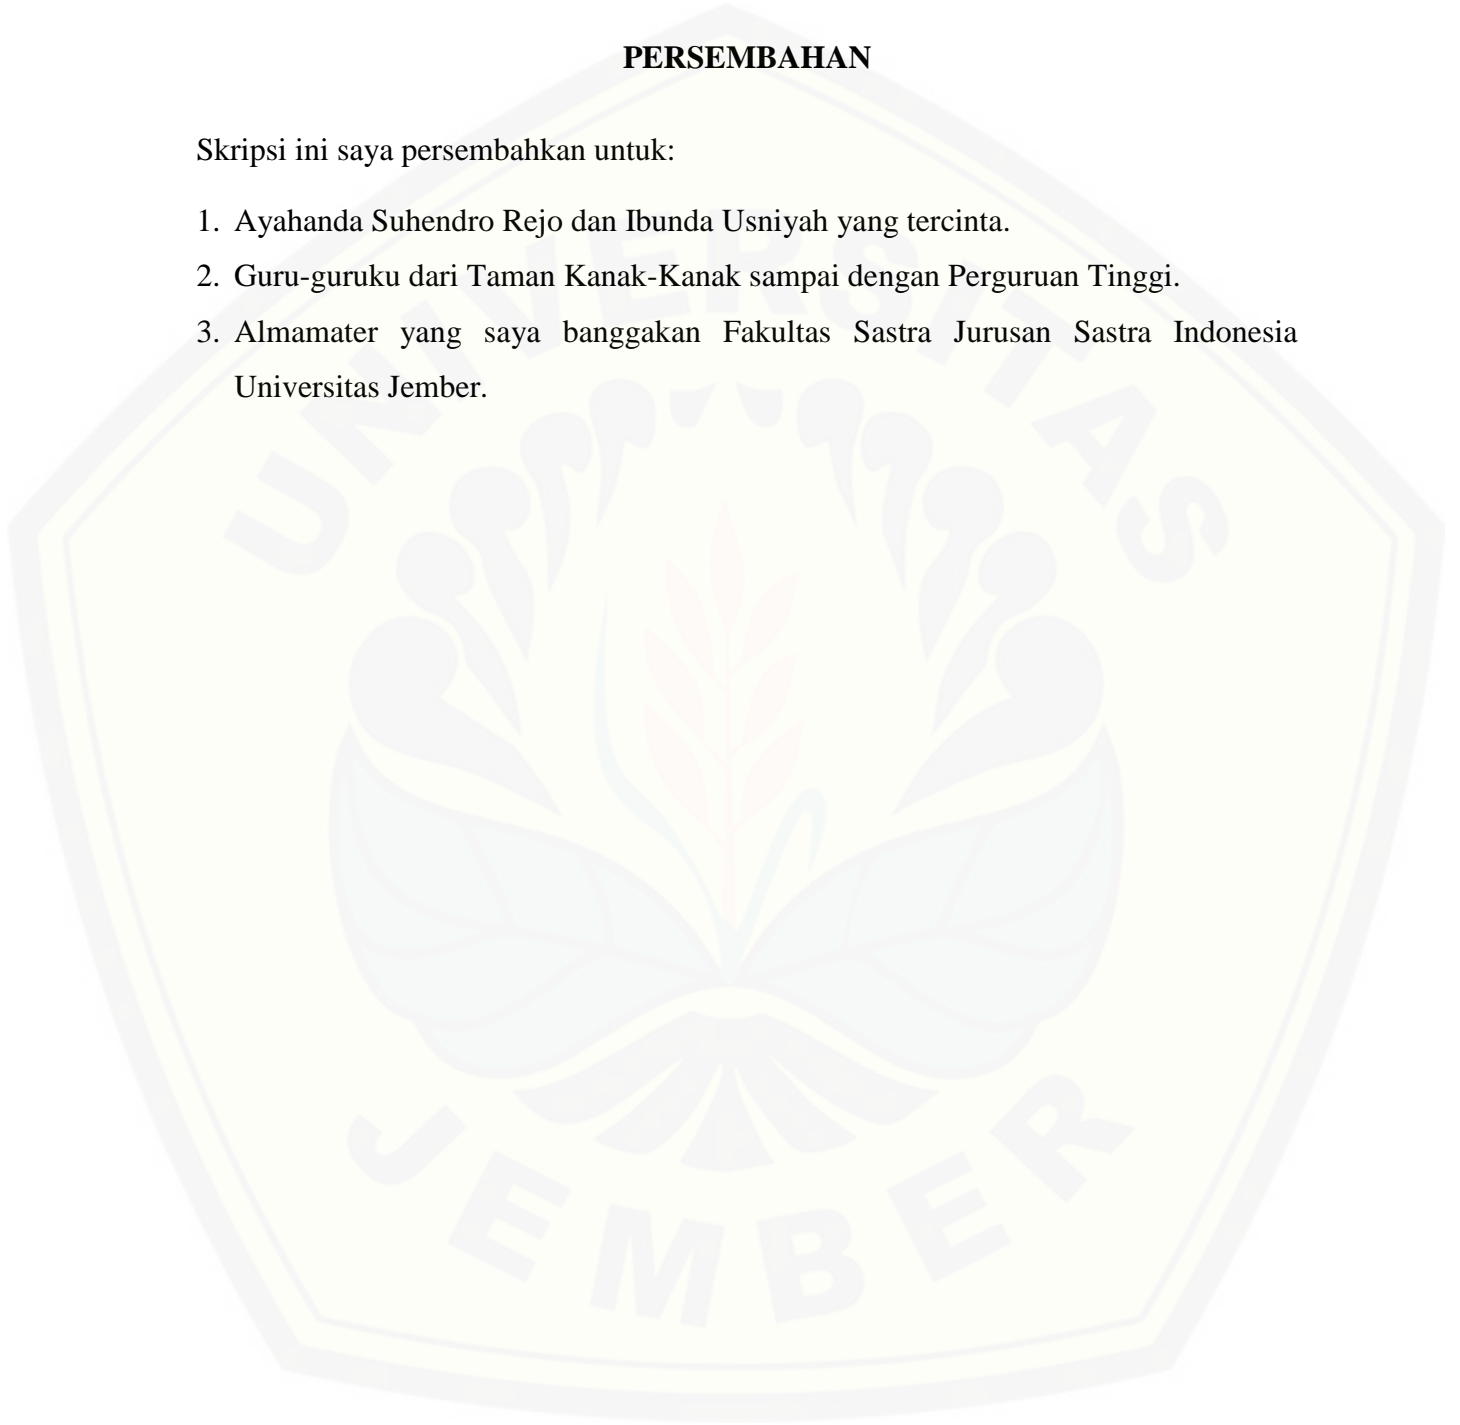 PERSEMBAHAN
Skripsi ini saya persembahkan untuk:
1. Ayahanda Suhendro Rejo dan Ibunda Usniyah yang tercinta.
2. Guru-guruku dari Taman Kanak-Kanak sampai dengan Perguruan Tinggi.
3. Almamater yang saya banggakan Fakultas Sastra Jurusan Sastra Indonesia
Universitas Jember.
UNIVERSITAS
JEMBER